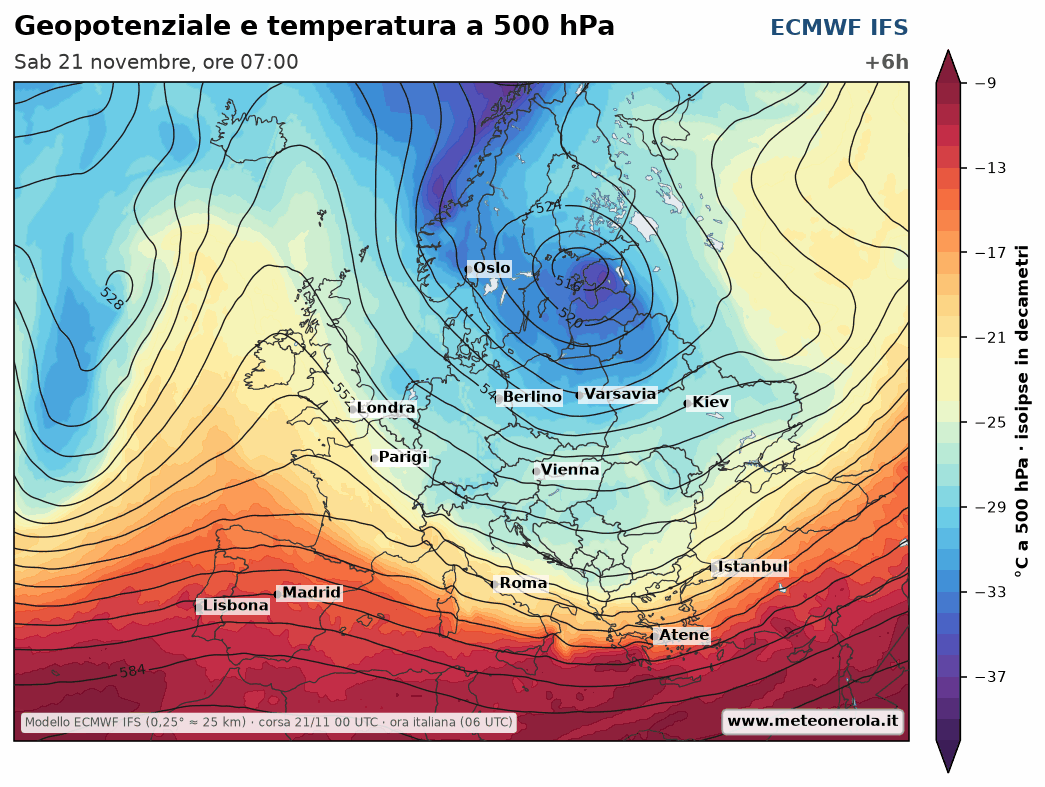 Geopotenziale e temperatura a 500 hPa
ECMWF IFS
Sab 21 novembre, ore 07:00
+6h
−9
−13
−17
−21
−25
−29
−33
−37
°C a 500 hPa · isoipse in decametri
524
516
520
528
Oslo
Berlino
Varsavia
Kiev
Londra
Parigi
Vienna
Istanbul
Roma
Madrid
Lisbona
Atene
584
Modello ECMWF IFS (0,25° ≈ 25 km) · corsa 21/11 00 UTC · ora italiana (06 UTC)
www.meteonerola.it